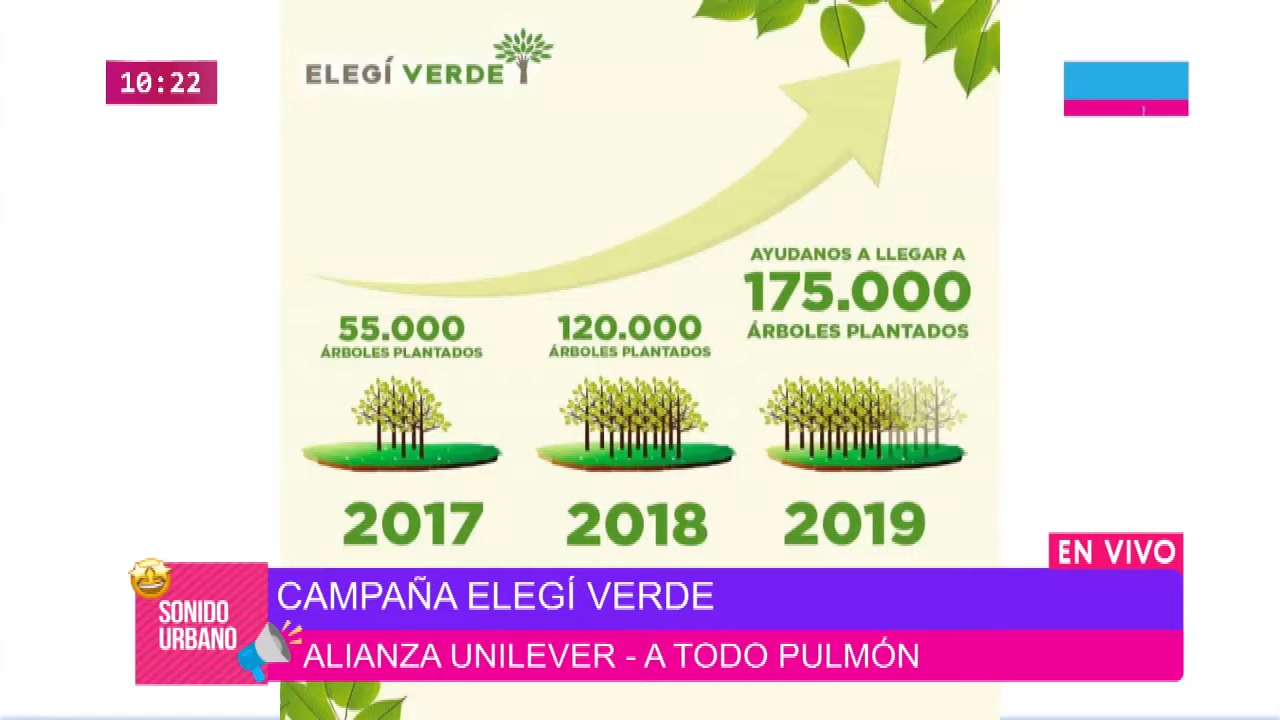 10:22
ELEGÍ VERDE
AYUDANOS A LLEGAR A
175.000
ÁRBOLES PLANTADOS
55.000
ÁRBOLES PLANTADOS
120.000
ÁRBOLES PLANTADOS
2017
2018
2019
EN VIVO
SONIDO
URBANO
CAMPAÑA ELEGÍ VERDE
ALIANZA UNILEVER - A TODO PULMÓN